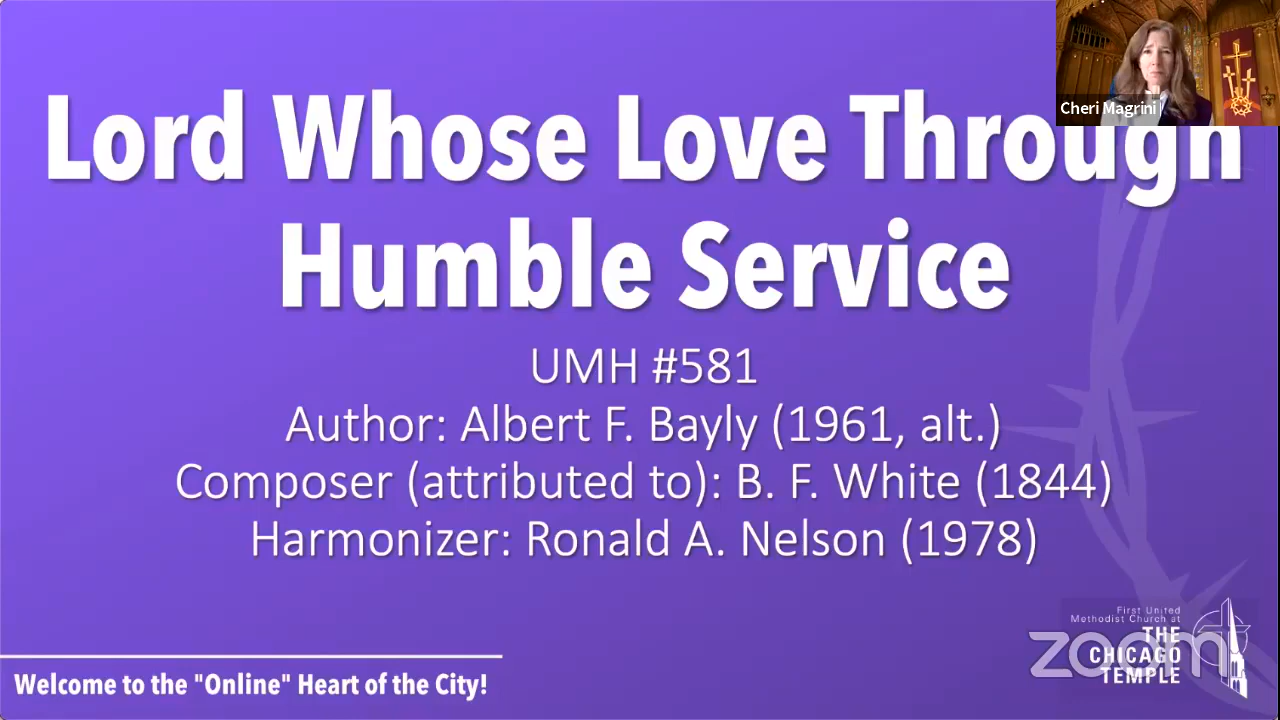 Cheri Magrini
Lord Whose Love Through
Humble Service
UMH #581
Author: Albert F. Bayly (1961, alt.)
Composer (attributed to): B. F. White (1844)
Harmonizer: Ronald A. Nelson (1978)
First United
Methodist Church at
THE
CHICAGO
TEMPLE
zoom
Welcome to the "Online" Heart of the City!